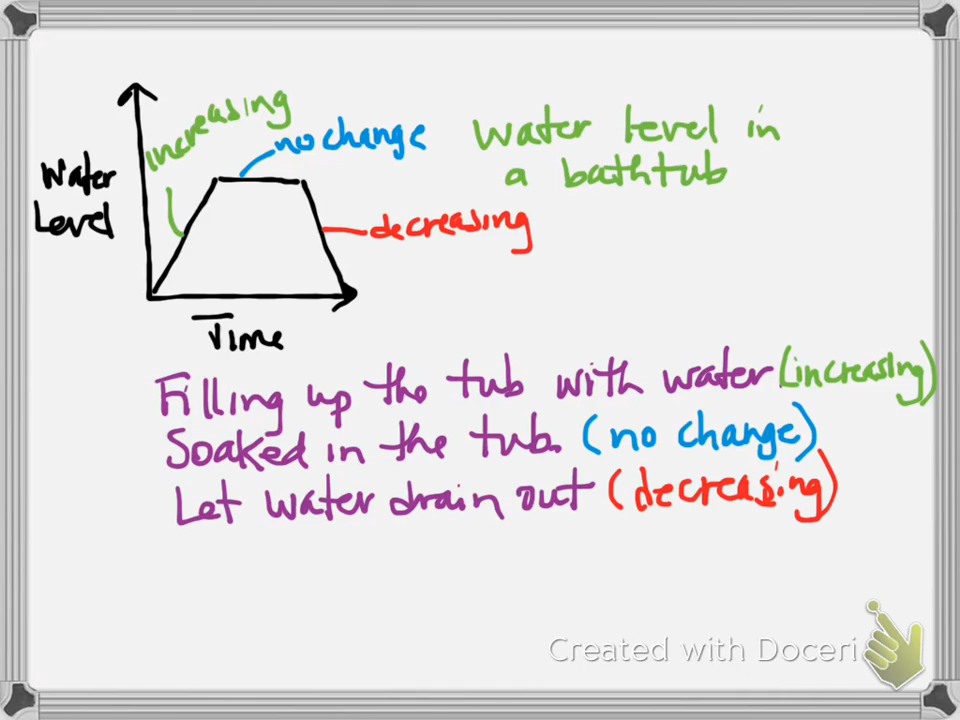 increasing
no change
Water level in
a bathtub
Water
Level
decreasing
Time
Filling up the tub with water (increasing)
Soaked in the tub. (no change)
Let water drain out (decreasing)
Created with Doceri